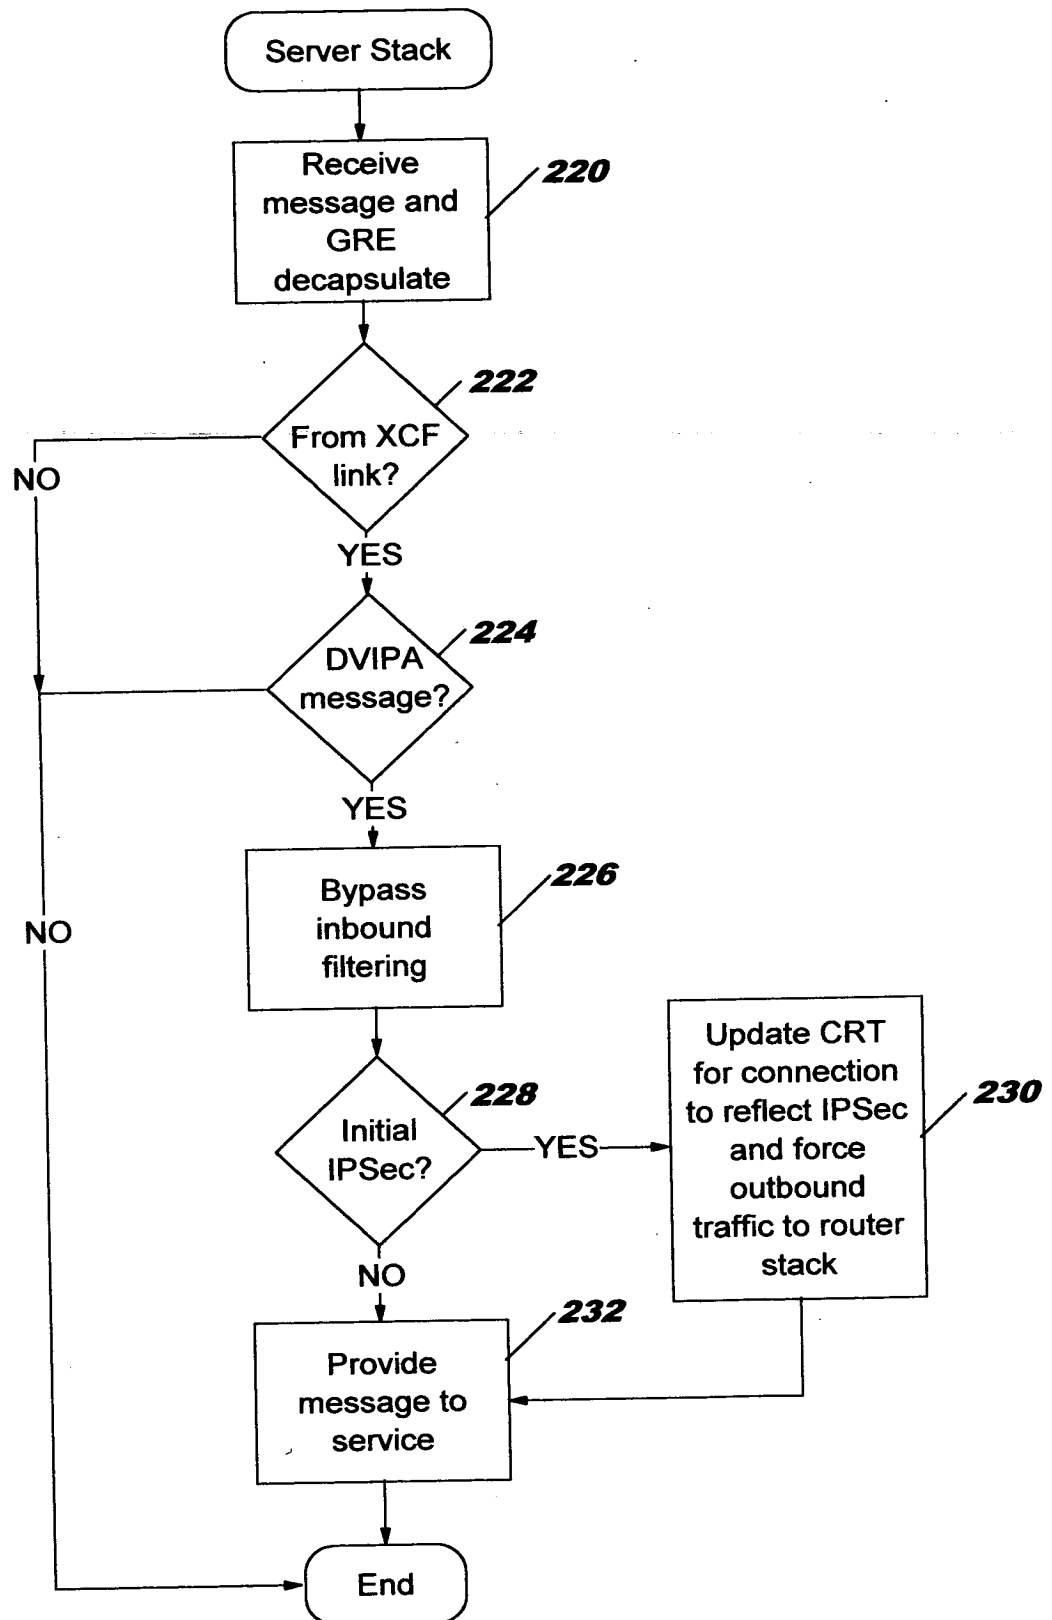 Server Stack
Receive
message and
GRE
decapsulate
220
From XCF
link?
222
NO
YES
DVIPA
message?
224
YES
NO
Bypass
inbound
filtering
226
Initial
IPSec?
228
YES
Update CRT
for connection
to reflect IPSec
and force
outbound
traffic to router
stack
230
NO
Provide
message to
service
232
End